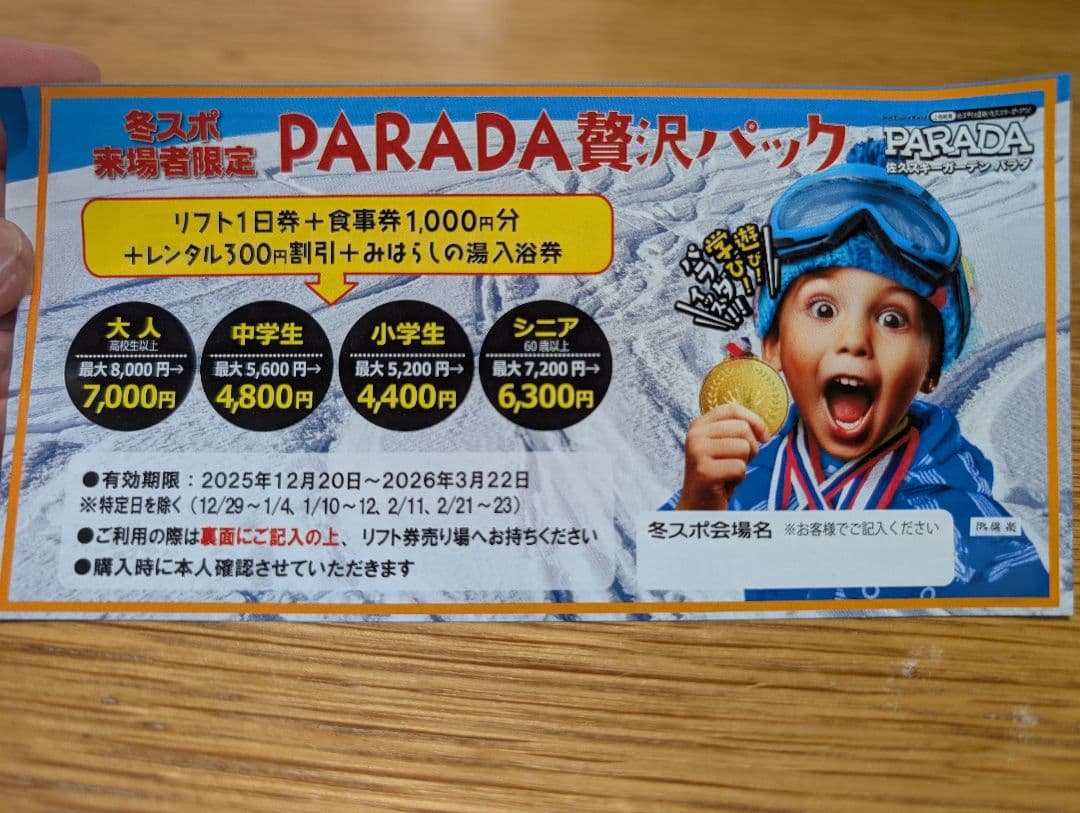 冬スポ
来場者限定
PARADA贅沢パック
PARADA
佐久スキーガーデン パラダ
リフト1日券＋食事券1,000円分
＋レンタル300円割引＋みはらしの湯入浴券
遊び！
学び！
大人
高校生以上
最大8,000円→
7,000円
中学生
最大5,600円→
4,800円
小学生
最大5,200円→
4,400円
シニア
60歳以上
最大7,200円→
6,300円
●有効期限：2025年12月20日～2026年3月22日
※特定日を除く（12/29～1/4、1/10～12、2/11、2/21～23）
●ご利用の際は裏面にご記入の上、リフト券売り場へお持ちください
●購入時に本人確認させていただきます
冬スポ会場名 ※お客様でご記入ください